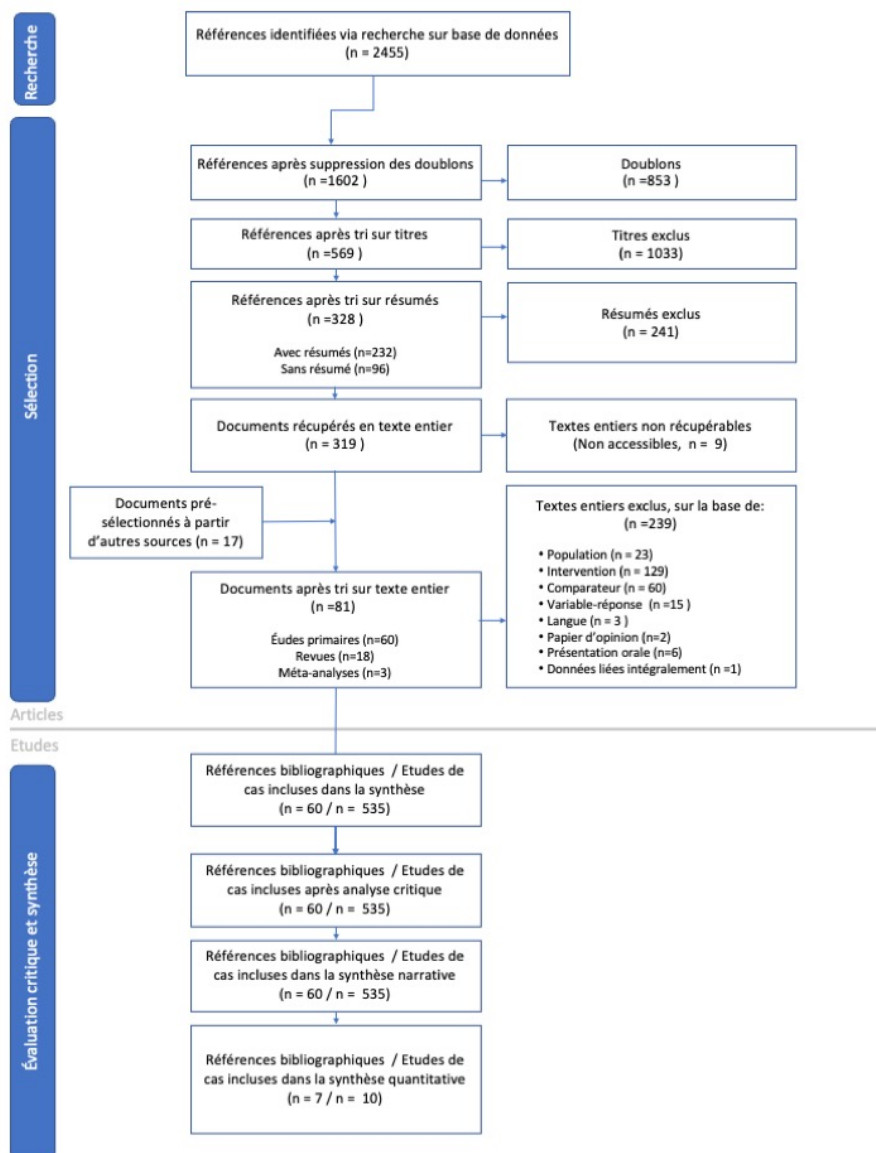 Recherche
Références identifiées via recherche sur base de données
(n = 2455)
Sélection
Références après suppression des doublons
(n =1602 )
Doublons
(n =853 )
Références après tri sur titres
(n =569 )
Titres exclus
(n = 1033)
Références après tri sur résumés
(n =328 )
Avec résumés (n=232)
Sans résumé (n=96)
Résumés exclus
(n = 241)
Documents récupérés en texte entier
(n = 319 )
Textes entiers non récupérables
(Non accessibles, n = 9)
Documents pré-
sélectionnés à partir
d'autres sources (n = 17)
Textes entiers exclus, sur la base de:
(n =239)
• Population (n = 23)
• Intervention (n = 129)
• Comparateur (n = 60)
• Variable-réponse (n =15 )
• Langue (n = 3 )
• Papier d'opinion (n=2)
• Présentation orale (n=6)
• Données liées intégralement (n =1)
Documents après tri sur texte entier
(n =81)
Études primaires (n=60)
Revues (n=18)
Méta-analyses (n=3)
Articles
Etudes
Évaluation critique et synthèse
Références bibliographiques / Etudes de
cas incluses dans la synthèse
(n = 60 / n = 535)
Références bibliographiques / Etudes de
cas incluses après analyse critique
(n = 60 / n = 535)
Références bibliographiques / Etudes de
cas incluses dans la synthèse narrative
(n = 60 / n = 535)
Références bibliographiques / Etudes de
cas incluses dans la synthèse quantitative
(n = 7 / n = 10)